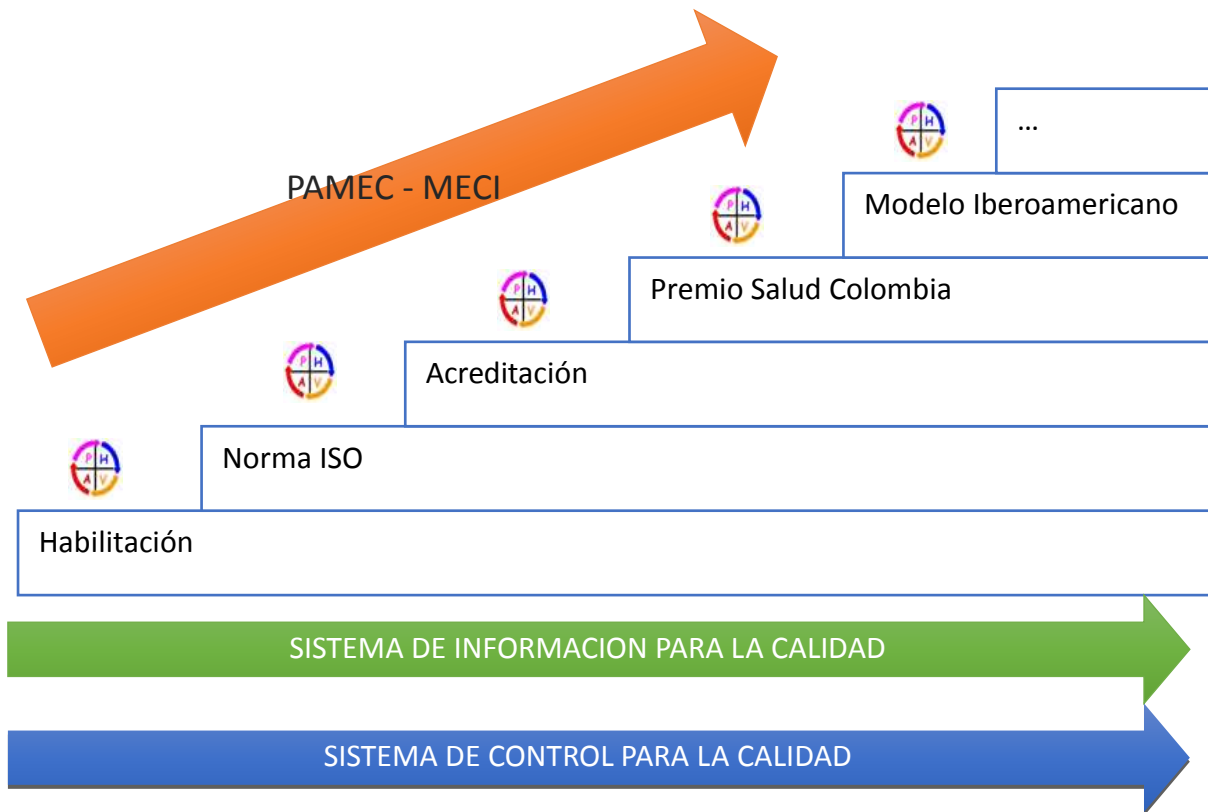 ...
PAMEC - MECI
P H
A V
Modelo Iberoamericano
P H
A V
Premio Salud Colombia
P H
A V
Acreditación
P H
A V
Norma ISO
P H
A V
Habilitación
SISTEMA DE INFORMACION PARA LA CALIDAD
SISTEMA DE CONTROL PARA LA CALIDAD